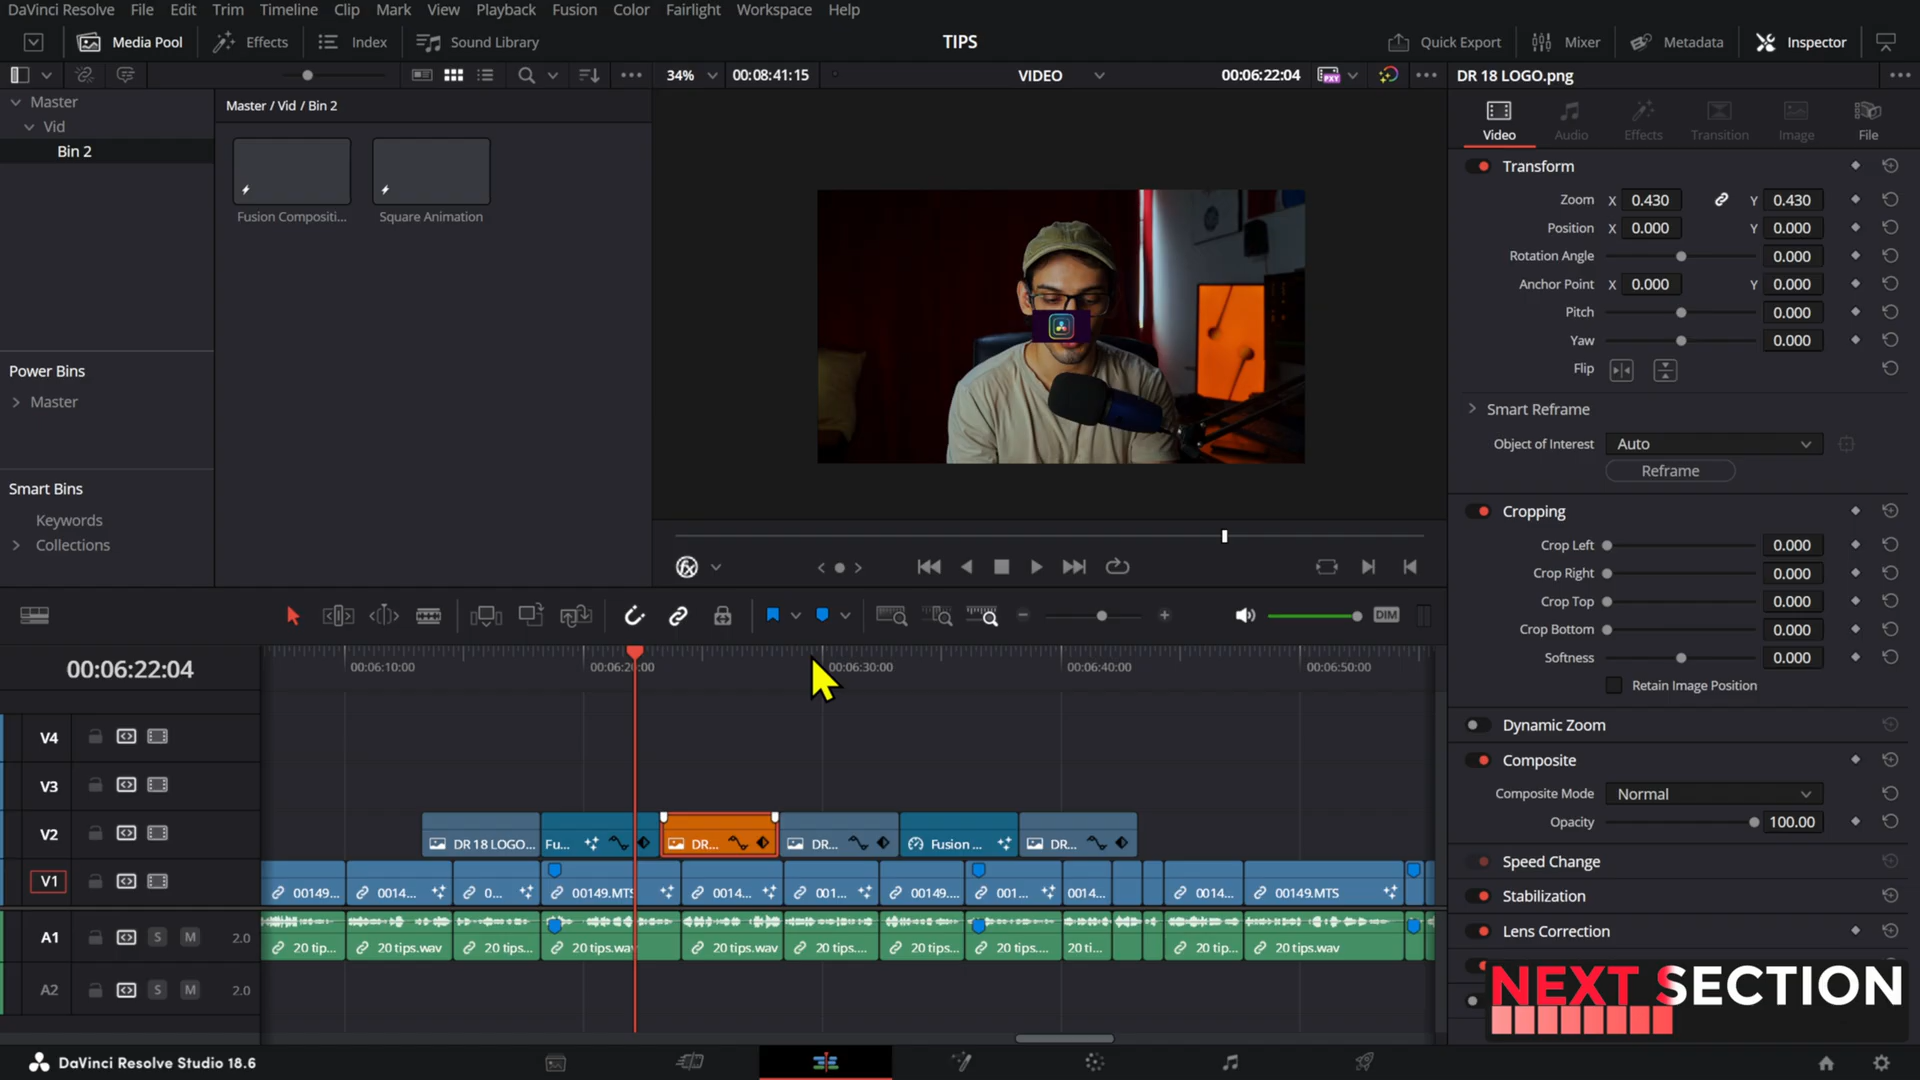 DaVinci Resolve File Edit Trim Timeline Clip Mark View Playback Fusion Color Fairlight Workspace Help
Media Pool Effects Index Sound Library TIPS Quick Export Mixer Metadata Inspector
34% 00:08:41:15 VIDEO 00:06:22:04 PXY DR 18 LOGO.png
Master
Vid
Bin 2
Master / Vid / Bin 2
Fusion Compositi... Square Animation
Power Bins
Master
Smart Bins
Keywords
Collections
Video Audio Effects Transition Image File
Transform
Zoom X 0.430 Y 0.430
Position X 0.000 Y 0.000
Rotation Angle 0.000
Anchor Point X 0.000 Y 0.000
Pitch 0.000
Yaw 0.000
Flip
Smart Reframe
Object of Interest Auto
Reframe
Cropping
Crop Left 0.000
Crop Right 0.000
Crop Top 0.000
Crop Bottom 0.000
Softness 0.000
Retain Image Position
Dynamic Zoom
Composite
Composite Mode Normal
Opacity 100.00
Speed Change
Stabilization
Lens Correction
NEXT SECTION
DIM
00:06:22:04 00:06:10:00 00:06:20:00 00:06:30:00 00:06:40:00 00:06:50:00
V4
V3
V2 DR 18 LOGO... Fu... DR... DR... Fusion ... DR...
V1 00149... 0014... 0... 00149.MTS 0014... 001... 00149.... 001... 0014... 0014... 00149.MTS
A1 S M 2.0 20 tip... 20 tips.wav 20 tips... 20 tips.wav 20 tips.wav 20 tips.... 20 tips... 20 tips.... 20 ti... 20 tip... 20 tips.wav
A2 S M 2.0
DaVinci Resolve Studio 18.6